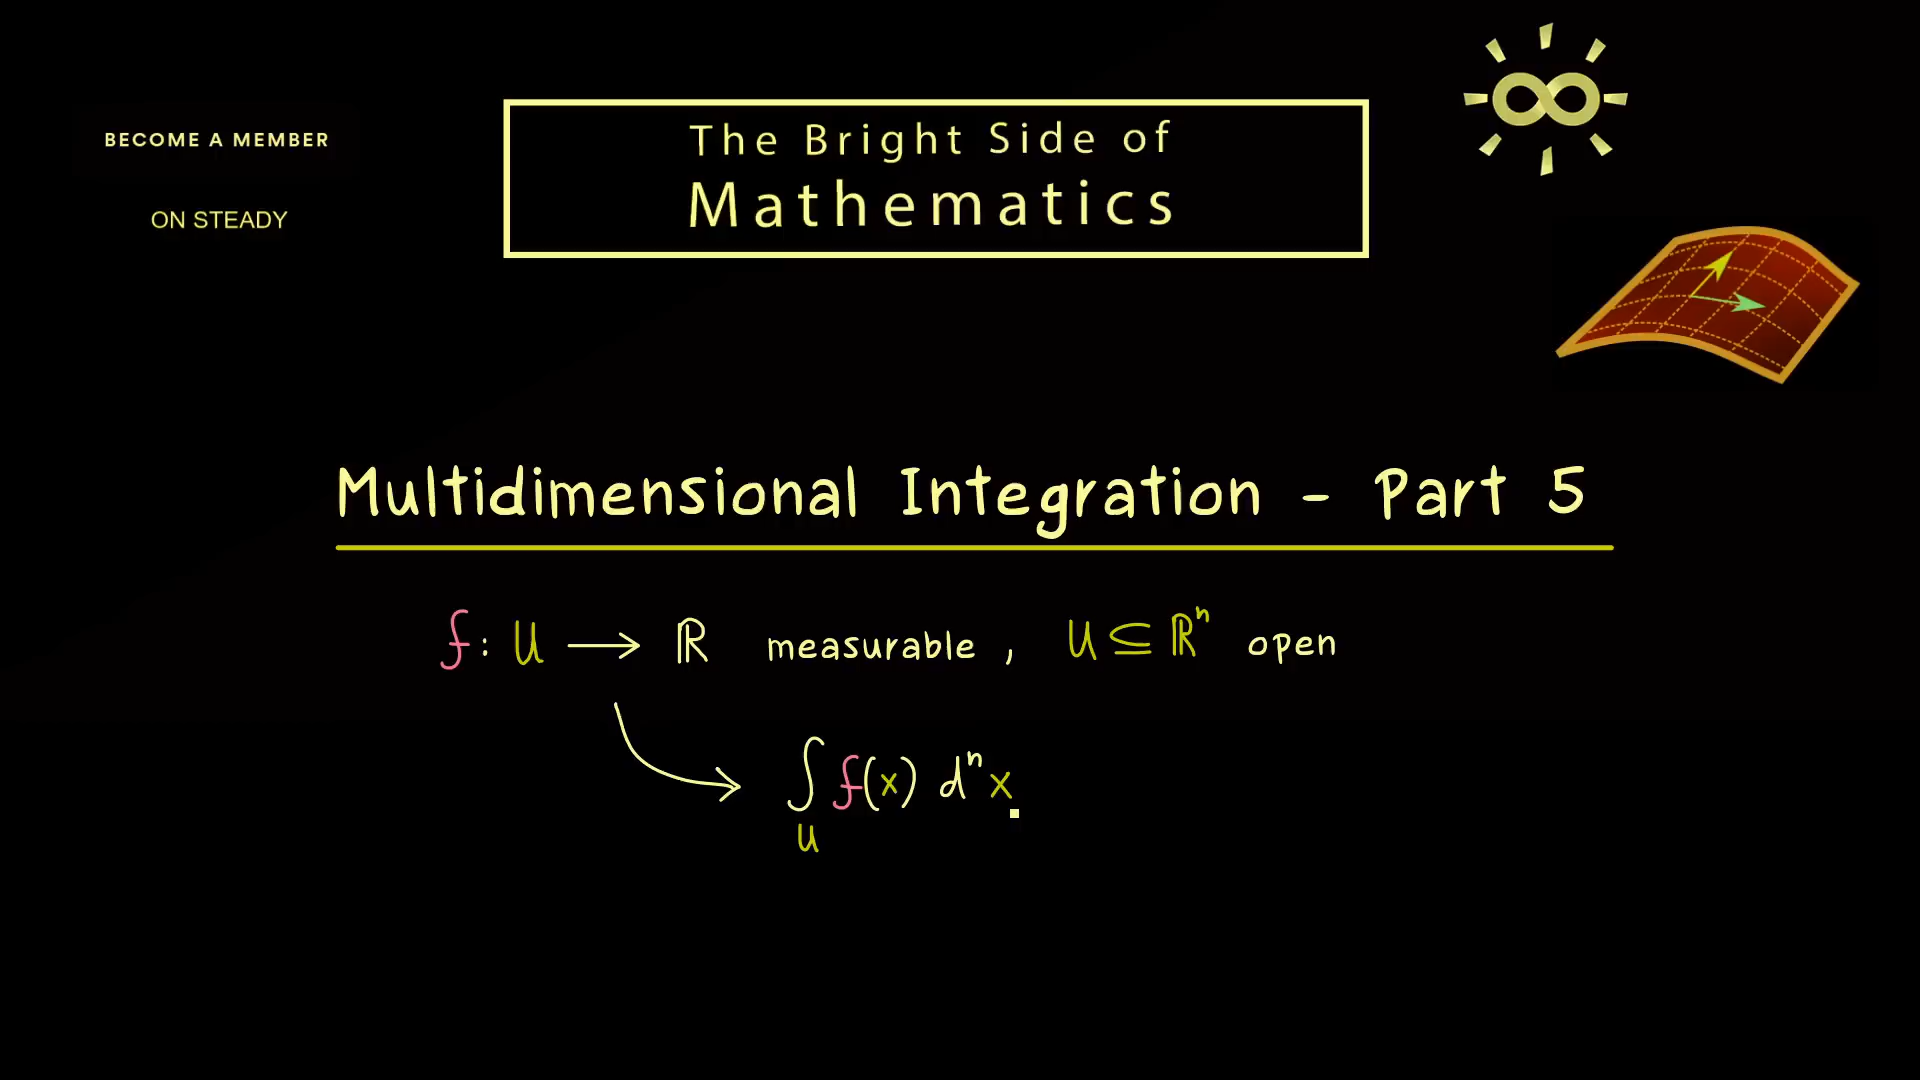 BECOME A MEMBER
ON STEADY
The Bright Side of
Mathematics
Multidimensional Integration - Part 5
f: U ⟶ ℝ measurable , U ⊆ ℝⁿ open
∫_U f(x) dⁿx